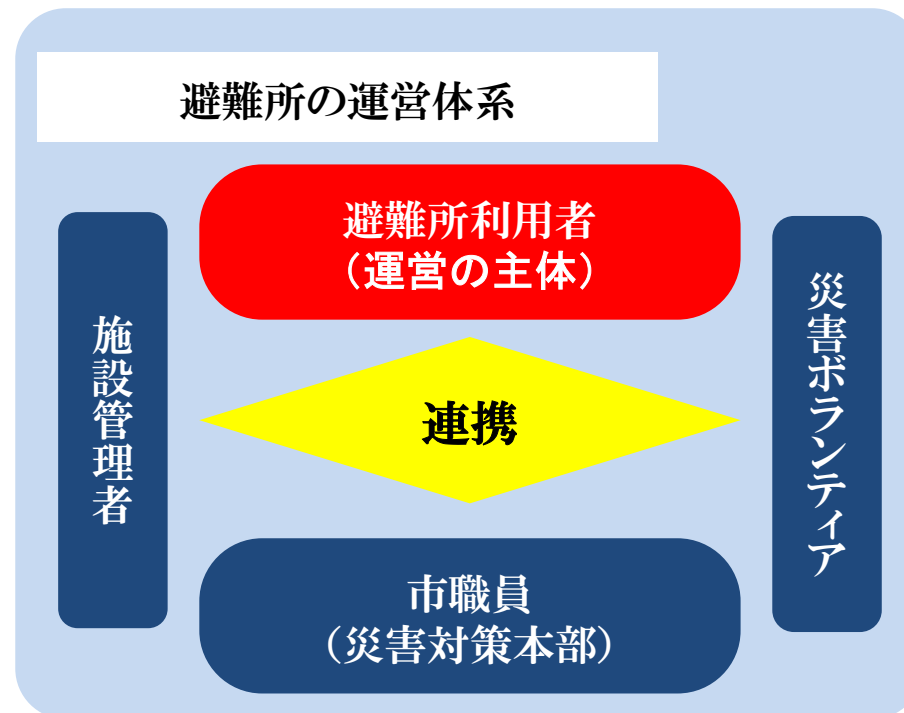 避難所の運営体系
避難所利用者
（運営の主体）
施設管理者
連携
災害ボランティア
市職員
（災害対策本部）